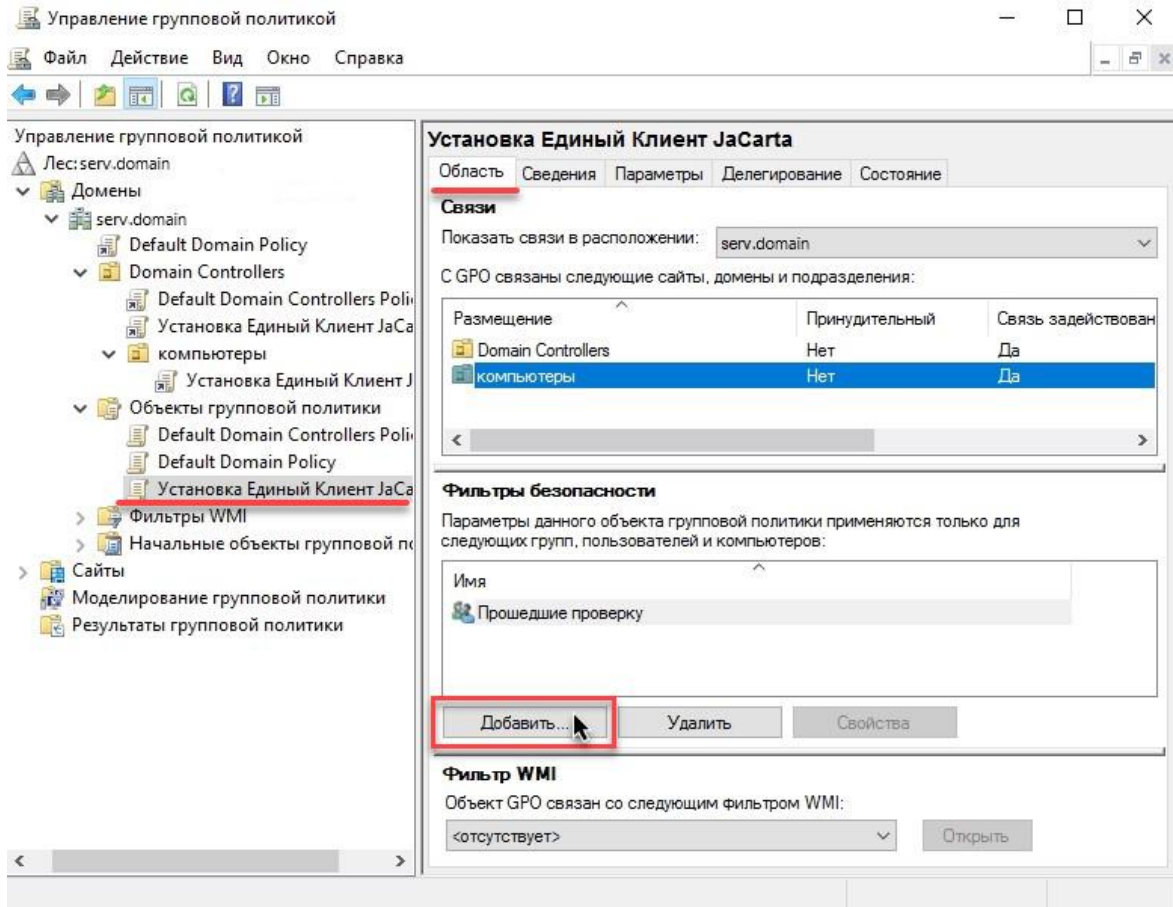 Управление групповой политикой
Файл Действие Вид Окно Справка
Управление групповой политикой
Лес: serv.domain
Домены
serv.domain
Default Domain Policy
Domain Controllers
Default Domain Controllers Poli
Установка Единый Клиент JaCa
компьютеры
Установка Единый Клиент J
Объекты групповой политики
Default Domain Controllers Poli
Default Domain Policy
Установка Единый Клиент JaCa
Фильтры WMI
Начальные объекты групповой по
Сайты
Моделирование групповой политики
Результаты групповой политики
Установка Единый Клиент JaCarta
Область Сведения Параметры Делегирование Состояние
Связи
Показать связи в расположении: serv.domain
С GPO связаны следующие сайты, домены и подразделения:
Размещение Принудительный Связь задействован
Domain Controllers Нет Да
компьютеры Нет Да
Фильтры безопасности
Параметры данного объекта групповой политики применяются только для
следующих групп, пользователей и компьютеров:
Имя
Прошедшие проверку
Добавить... Удалить Свойства
Фильтр WMI
Объект GPO связан со следующим фильтром WMI:
<отсутствует> Открыть